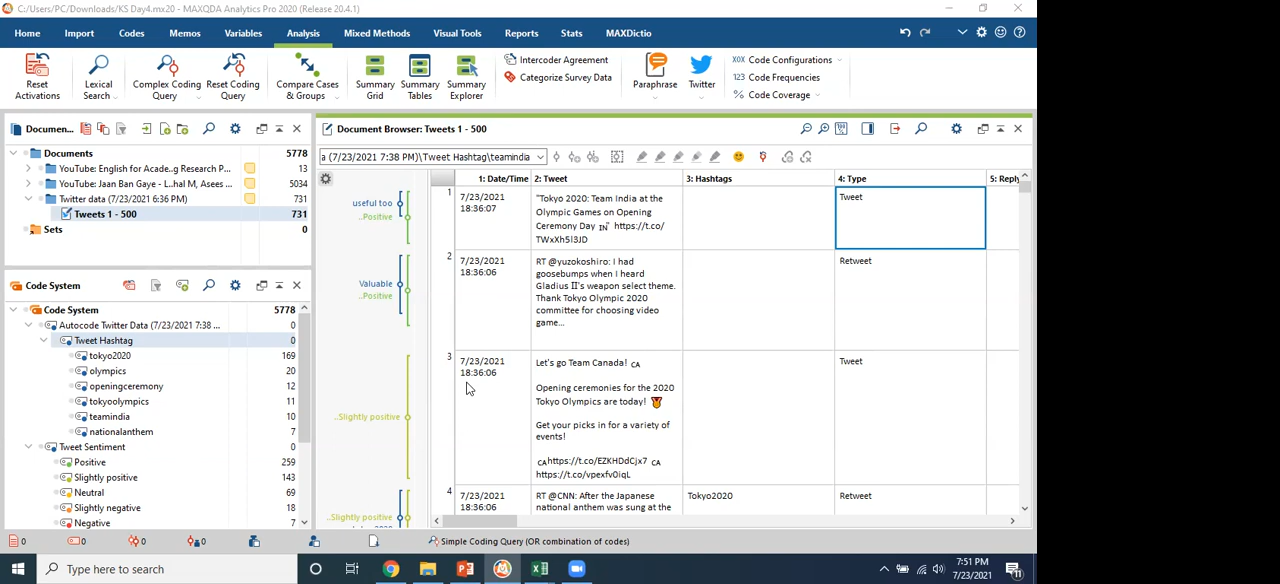 C:/Users/PC/Downloads/KS Day4.mx20 - MAXQDA Analytics Pro 2020 (Release 20.4.1)
Home Import Codes Memos Variables Analysis Mixed Methods Visual Tools Reports Stats MAXDictio
Reset Activations
Lexical Search
Complex Coding Query
Reset Coding Query
Compare Cases & Groups
Summary Grid
Summary Tables
Summary Explorer
Intercoder Agreement
Categorize Survey Data
Paraphrase
Twitter
Code Configurations
123 Code Frequencies
% Code Coverage
Documen...
Documents 5778
YouTube: English for Acade...g Research P... 13
YouTube: Jaan Ban Gaye - L...hal M, Asees ... 5034
Twitter data (7/23/2021 6:36 PM) 731
Tweets 1 - 500 731
Sets 0
Code System
Code System 5778
Autocode Twitter Data (7/23/2021 7:38 ... 0
Tweet Hashtag 0
tokyo2020 169
olympics 20
openingceremony 12
tokyoolympics 11
teamindia 10
nationalanthem 7
Tweet Sentiment 0
Positive 259
Slightly positive 143
Neutral 69
Slightly negative 18
Negative 7
Document Browser: Tweets 1 - 500
a (7/23/2021 7:38 PM)\Tweet Hashtag\teamindia
1: Date/Time 2: Tweet 3: Hashtags 4: Type 5: Reply
useful too
..Positive
1
7/23/2021
18:36:07
"Tokyo 2020: Team India at the
Olympic Games on Opening
Ceremony Day IN" https://t.co/
TWxXh5l3JD
Tweet
Valuable
..Positive
2
7/23/2021
18:36:06
RT @yuzokoshiro: I had
goosebumps when I heard
Gladius II's weapon select theme.
Thank Tokyo Olympic 2020
committee for choosing video
game...
Retweet
..Slightly positive
3
7/23/2021
18:36:06
Let's go Team Canada! CA
Opening ceremonies for the 2020
Tokyo Olympics are today!
Get your picks in for a variety of
events!
CAhttps://t.co/EZKHDdCjx7 CA
https://t.co/vpexfv0iqL
Tweet
..Slightly positive
4
7/23/2021
18:36:06
RT @CNN: After the Japanese
national anthem was sung at the
Tokyo2020
Retweet
0 0 0 0
Simple Coding Query (OR combination of codes)
Type here to search
7:51 PM
7/23/2021